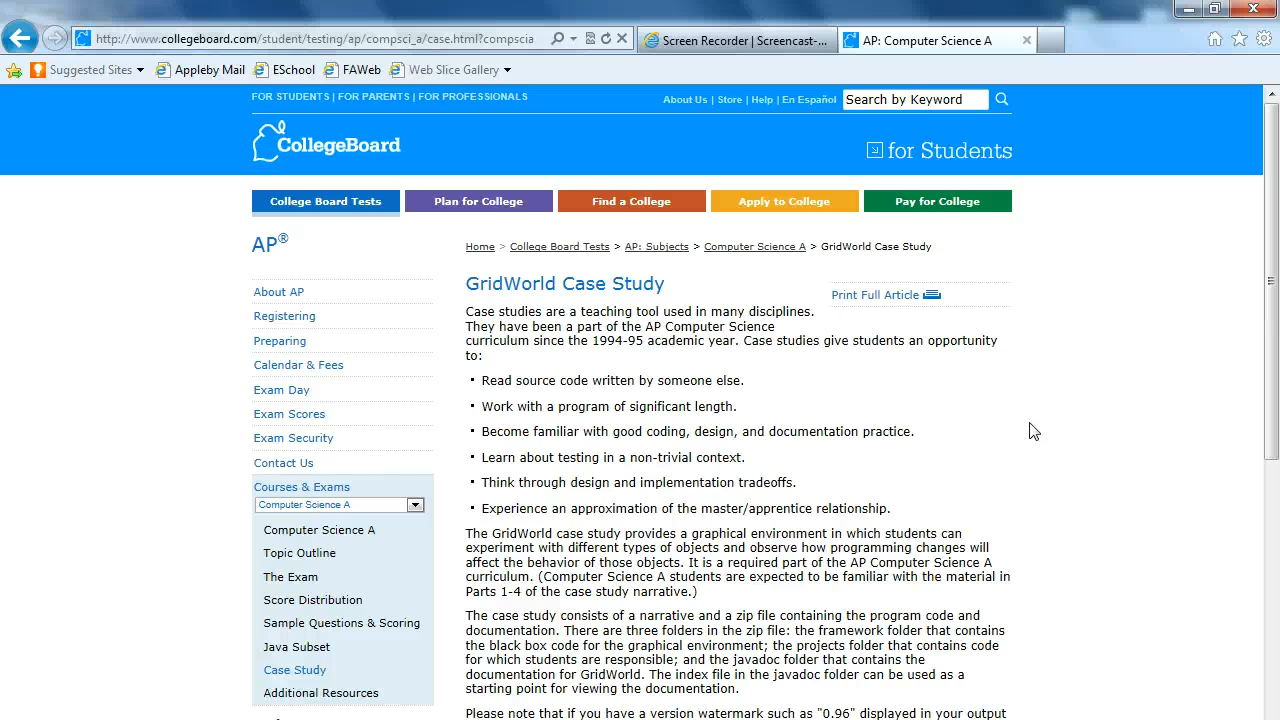 http://www.collegeboard.com/student/testing/ap/compsci_a/case.html?compscia
Screen Recorder | Screencast-...
AP: Computer Science A
Suggested Sites
Appleby Mail
ESchool
FAWeb
Web Slice Gallery
FOR STUDENTS | FOR PARENTS | FOR PROFESSIONALS
About Us | Store | Help | En Español
Search by Keyword
CollegeBoard
for Students
College Board Tests
Plan for College
Find a College
Apply to College
Pay for College
AP®
Home > College Board Tests > AP: Subjects > Computer Science A > GridWorld Case Study
About AP
Registering
Preparing
Calendar & Fees
Exam Day
Exam Scores
Exam Security
Contact Us
Courses & Exams
Computer Science A
Computer Science A
Topic Outline
The Exam
Score Distribution
Sample Questions & Scoring
Java Subset
Case Study
Additional Resources
GridWorld Case Study
Print Full Article
Case studies are a teaching tool used in many disciplines.
They have been a part of the AP Computer Science
curriculum since the 1994-95 academic year. Case studies give students an opportunity
to:
▪ Read source code written by someone else.
▪ Work with a program of significant length.
▪ Become familiar with good coding, design, and documentation practice.
▪ Learn about testing in a non-trivial context.
▪ Think through design and implementation tradeoffs.
▪ Experience an approximation of the master/apprentice relationship.
The GridWorld case study provides a graphical environment in which students can
experiment with different types of objects and observe how programming changes will
affect the behavior of those objects. It is a required part of the AP Computer Science A
curriculum. (Computer Science A students are expected to be familiar with the material in
Parts 1-4 of the case study narrative.)
The case study consists of a narrative and a zip file containing the program code and
documentation. There are three folders in the zip file: the framework folder that contains
the black box code for the graphical environment; the projects folder that contains code
for which students are responsible; and the javadoc folder that contains the
documentation for GridWorld. The index file in the javadoc folder can be used as a
starting point for viewing the documentation.
Please note that if you have a version watermark such as "0.96" displayed in your output